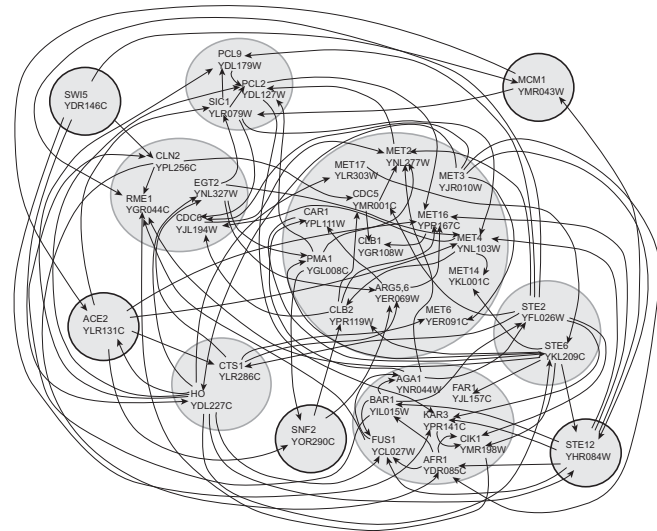 PCL9
YDL179W
PCL2
YDL127W
SIC1
YLR079W
SWI5
YDR146C
MCM1
YMR043W
CLN2
YPL256C
EGT2
YNL327W
RME1
YGR044C
CDC6
YJL194W
MET2
YNL277W
MET17
YLR303W
MET3
YJR010W
CDC5
YMR001C
CAR1
YPL111W
MET16
YPR167C
CLB1
YGR108W
MET4
YNL103W
PMA1
YGL008C
MET14
YKL001C
ARG5,6
YER069W
CLB2
YPR119W
MET6
YER091C
STE2
YFL026W
STE6
YKL209C
ACE2
YLR131C
CTS1
YLR286C
HO
YDL227C
SNF2
YOR290C
AGA1
YNR044W
FAR1
YJL157C
BAR1
YIL015W
KAR3
YPR141C
FUS1
YCL027W
CIK1
YMR198W
AFR1
YDR085C
STE12
YHR084W